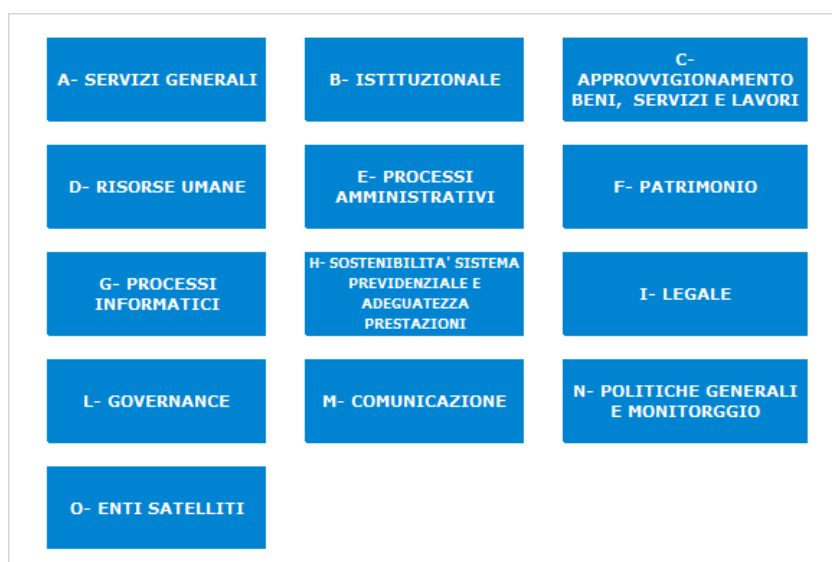 A- SERVIZI GENERALI
B- ISTITUZIONALE
C-
APPROVVIGIONAMENTO
BENI, SERVIZI E LAVORI
D- RISORSE UMANE
E- PROCESSI
AMMINISTRATIVI
F- PATRIMONIO
G- PROCESSI
INFORMATICI
H- SOSTENIBILITA' SISTEMA
PREVIDENZIALE E
ADEGUATEZZA
PRESTAZIONI
I- LEGALE
L- GOVERNANCE
M- COMUNICAZIONE
N- POLITICHE GENERALI
E MONITORGGIO
O- ENTI SATELLITI